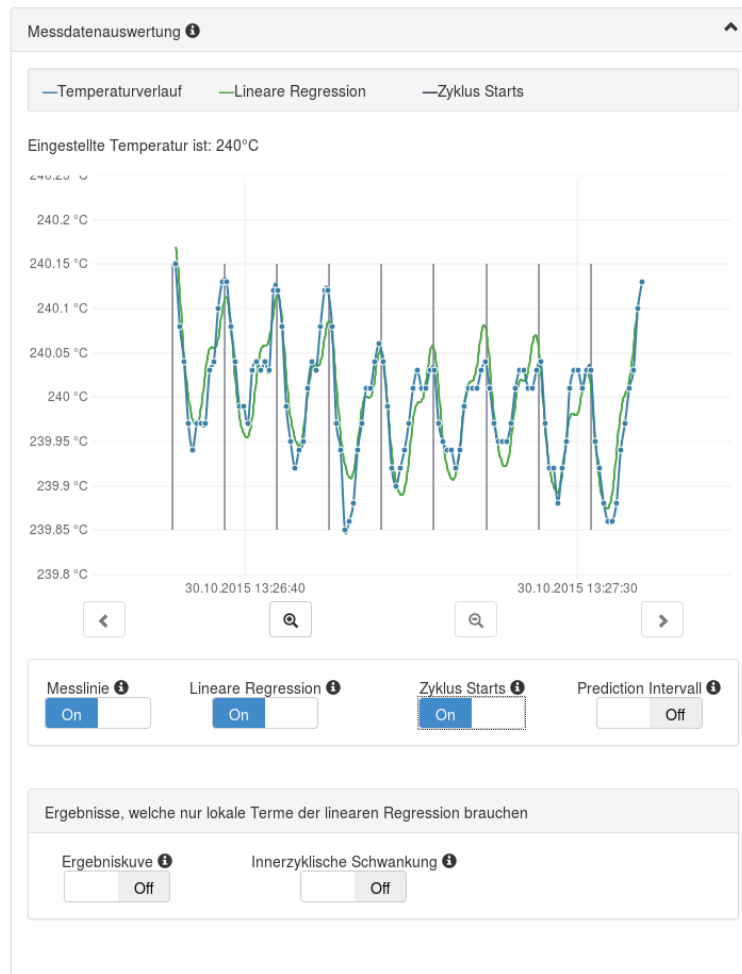 Messdatenauswertung
Temperaturverlauf Lineare Regression Zyklus Starts
Eingestellte Temperatur ist: 240°C
240.25 °C
240.2 °C
240.15 °C
240.1 °C
240.05 °C
240 °C
239.95 °C
239.9 °C
239.85 °C
239.8 °C
30.10.2015 13:26:40 30.10.2015 13:27:30
Messlinie Lineare Regression Zyklus Starts Prediction Intervall
On On On Off
Ergebnisse, welche nur lokale Terme der linearen Regression brauchen
Ergebniskuve Innerzyklische Schwankung
Off Off